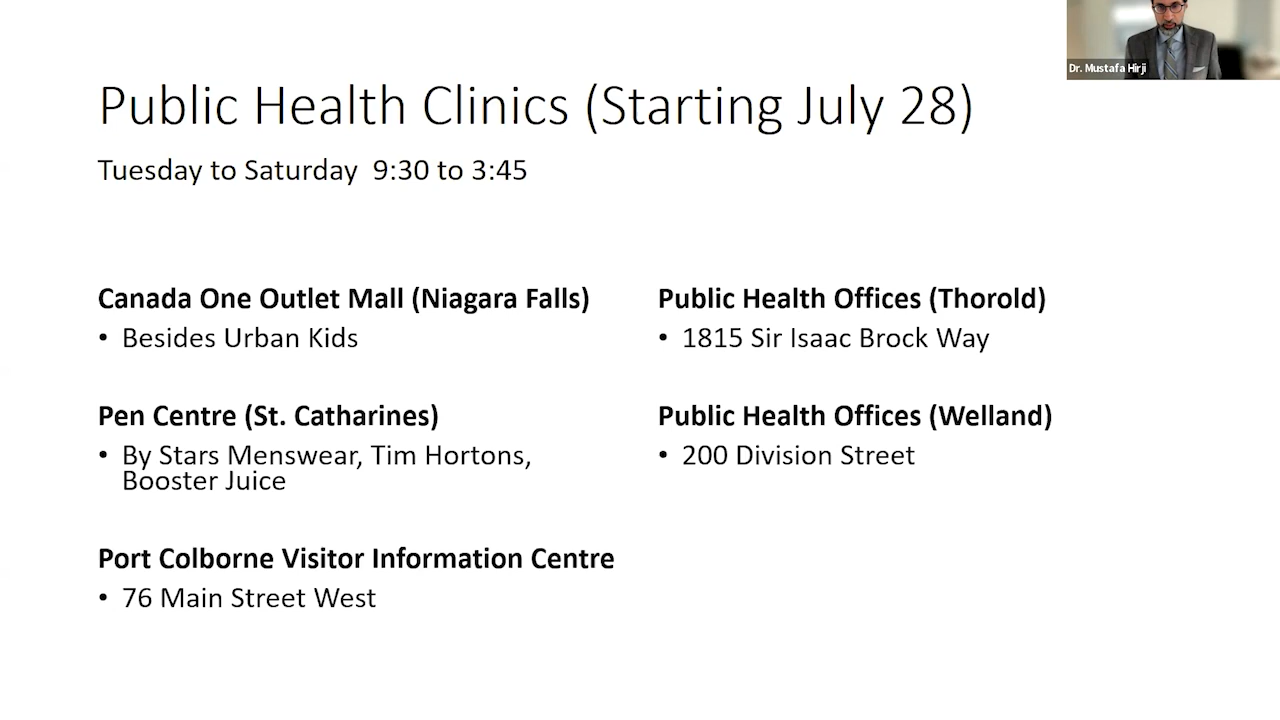 Dr. Mustafa Hirji
Public Health Clinics (Starting July 28)
Tuesday to Saturday 9:30 to 3:45
Canada One Outlet Mall (Niagara Falls)
• Besides Urban Kids
Pen Centre (St. Catharines)
• By Stars Menswear, Tim Hortons,
Booster Juice
Port Colborne Visitor Information Centre
• 76 Main Street West
Public Health Offices (Thorold)
• 1815 Sir Isaac Brock Way
Public Health Offices (Welland)
• 200 Division Street